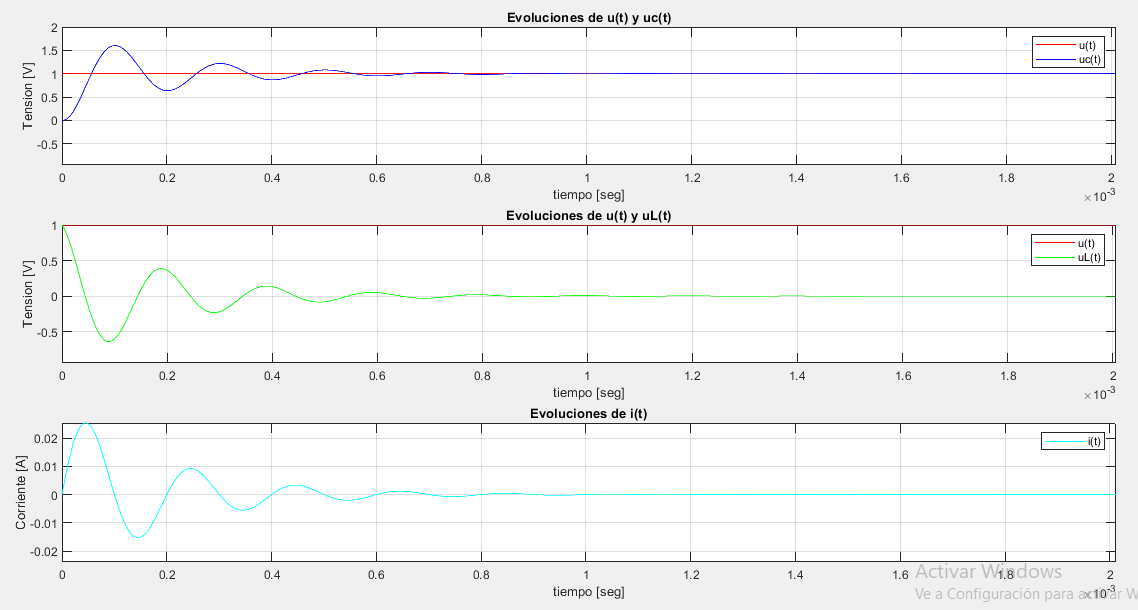 Evoluciones de u(t) y uc(t)
2
1.5
1
0.5
0
-0.5
Tension [V]
u(t)
uc(t)
0 0.2 0.4 0.6 0.8 1 1.2 1.4 1.6 1.8 2
tiempo [seg]
×10-3
Evoluciones de u(t) y uL(t)
1
0.5
0
-0.5
Tension [V]
u(t)
uL(t)
0 0.2 0.4 0.6 0.8 1 1.2 1.4 1.6 1.8 2
tiempo [seg]
×10-3
Evoluciones de i(t)
0.02
0.01
0
-0.01
-0.02
Corriente [A]
i(t)
0 0.2 0.4 0.6 0.8 1 1.2 1.4 1.6 1.8 2
tiempo [seg]
×10-3
Activar Windows
Ve a Configuración para activar W